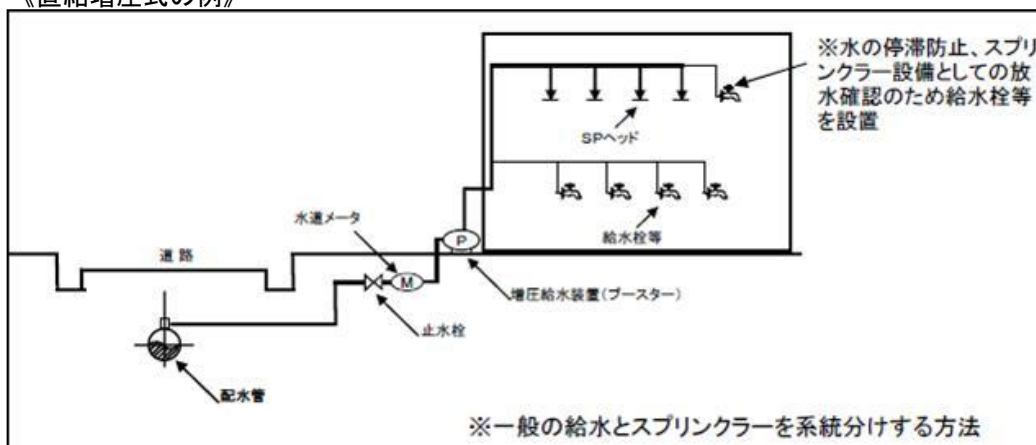 《直結増圧式の例》
※水の停滞防止、スプリ
ンクラー設備としての放
水確認のため給水栓等
を設置
SPヘッド
水道メータ
P
給水栓等
道路
M
増圧給水装置(ブースター)
止水栓
配水管
※一般の給水とスプリンクラーを系統分けする方法